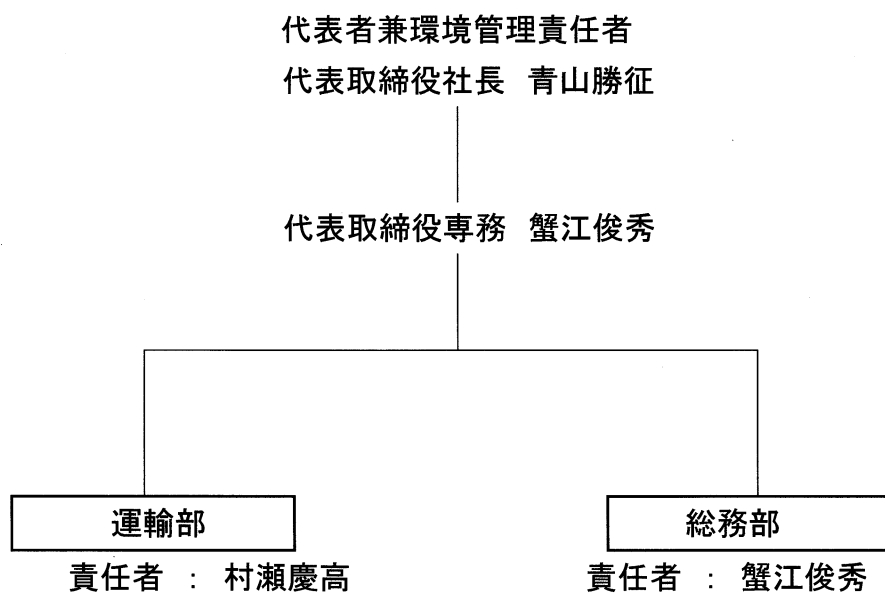 代表者兼環境管理責任者
代表取締役社長 青山勝征
代表取締役専務 蟹江俊秀
運輸部
総務部
責任者 : 村瀬慶高
責任者 : 蟹江俊秀